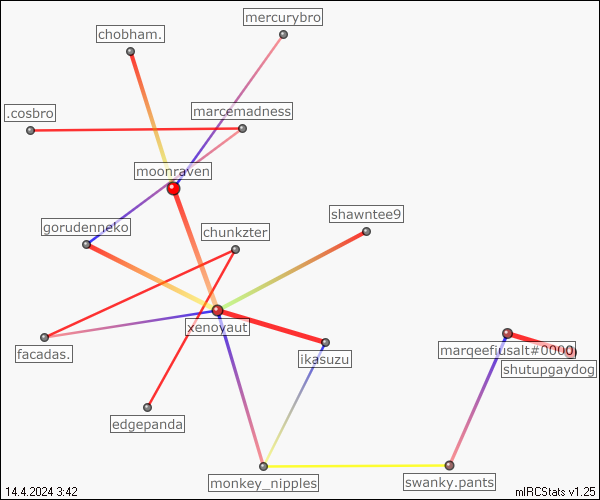 mercurybro
chobham.
.cosbro
marcemadness
moonraven
shawntee9
gorudenneko
chunkzter
xenoyaut
facadas.
ikasuzu
marqeefiusalt#0000
shutupgaydog
edgepanda
monkey_nipples
swanky.pants
14.4.2024 3:42
mIRCStats v1.25